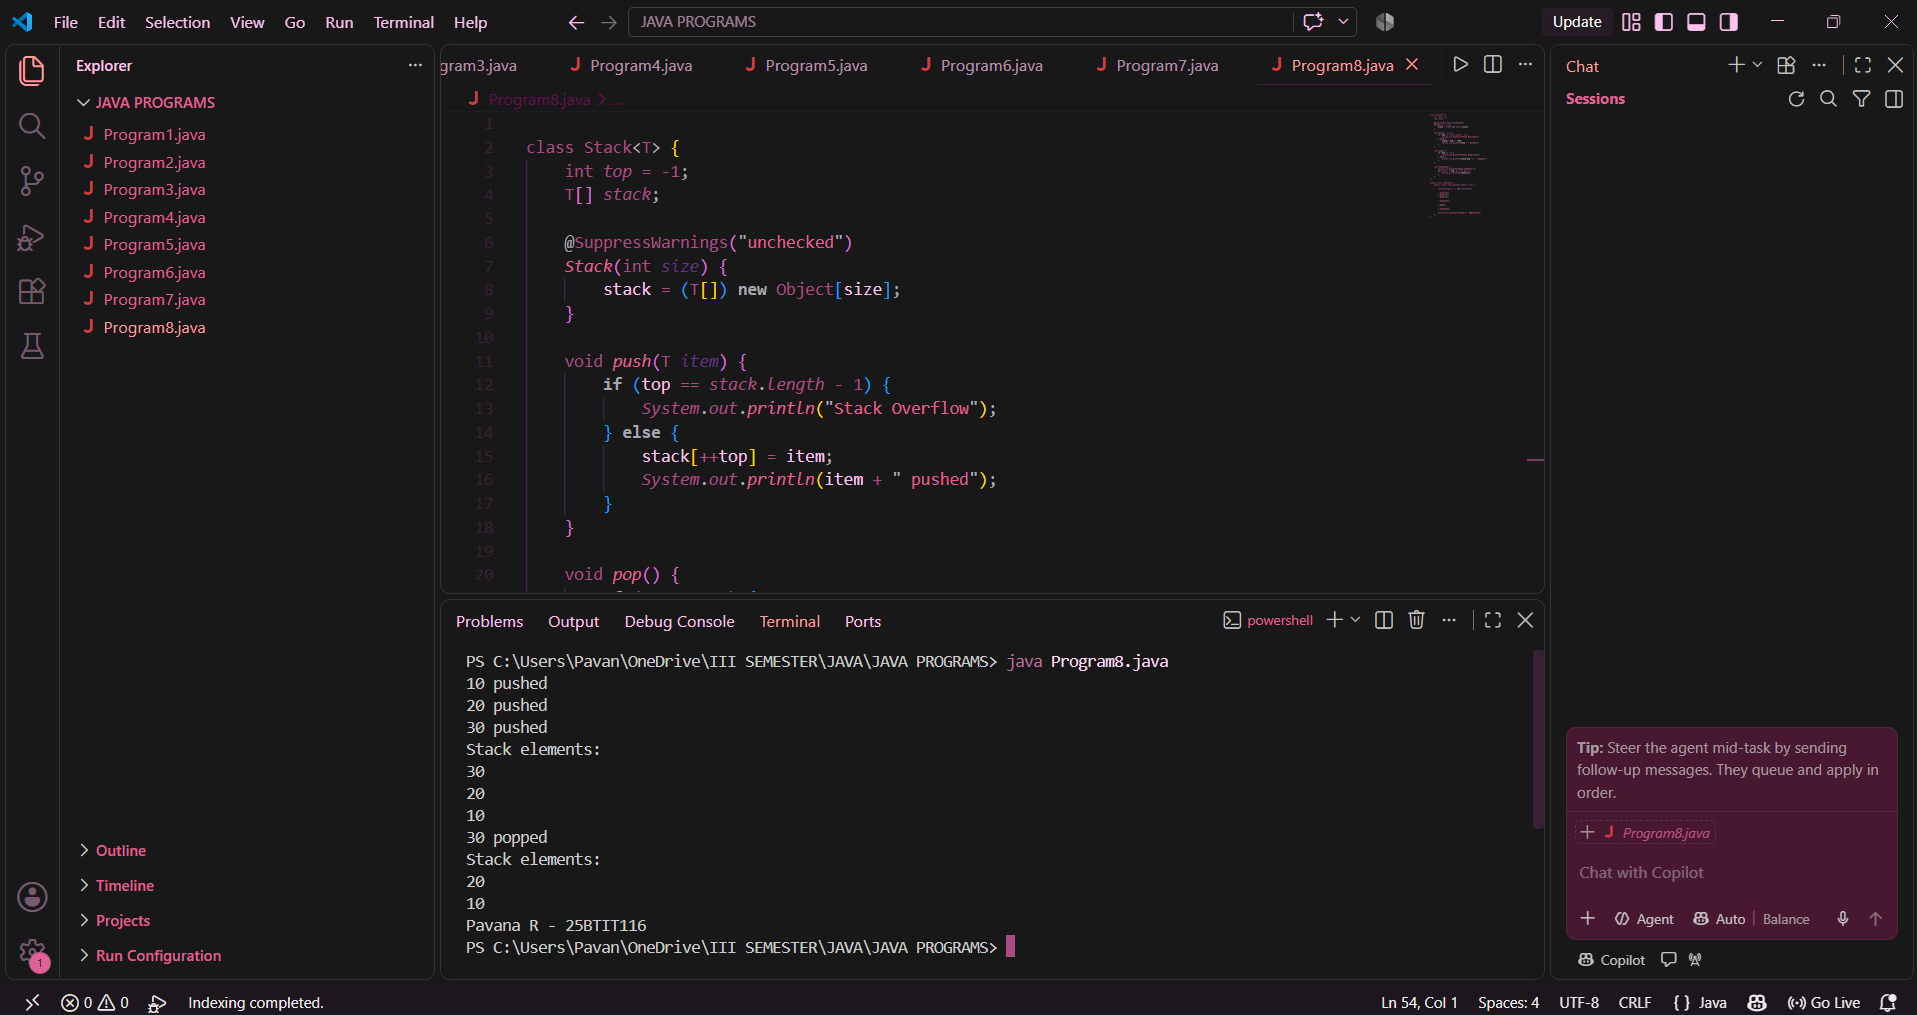 File Edit Selection View Go Run Terminal Help
JAVA PROGRAMS
Update
Explorer
JAVA PROGRAMS
Program1.java
Program2.java
Program3.java
Program4.java
Program5.java
Program6.java
Program7.java
Program8.java
Outline
Timeline
Projects
Run Configuration
gram3.java Program4.java Program5.java Program6.java Program7.java Program8.java
Program8.java > ...
1
2 class Stack<T> {
3 int top = -1;
4 T[] stack;
5
6 @SuppressWarnings("unchecked")
7 Stack(int size) {
8 stack = (T[]) new Object[size];
9 }
10
11 void push(T item) {
12 if (top == stack.length - 1) {
13 System.out.println("Stack Overflow");
14 } else {
15 stack[++top] = item;
16 System.out.println(item + " pushed");
17 }
18 }
19
20 void pop() {
Problems Output Debug Console Terminal Ports
powershell
PS C:\Users\Pavan\OneDrive\III SEMESTER\JAVA\JAVA PROGRAMS> java Program8.java
10 pushed
20 pushed
30 pushed
Stack elements:
30
20
10
30 popped
Stack elements:
20
10
Pavana R - 25BTIT116
PS C:\Users\Pavan\OneDrive\III SEMESTER\JAVA\JAVA PROGRAMS>
Chat
Sessions
Tip: Steer the agent mid-task by sending
follow-up messages. They queue and apply in
order.
Program8.java
Chat with Copilot
Agent Auto Balance
Copilot
1
0 0 Indexing completed.
Ln 54, Col 1 Spaces: 4 UTF-8 CRLF { } Java Go Live